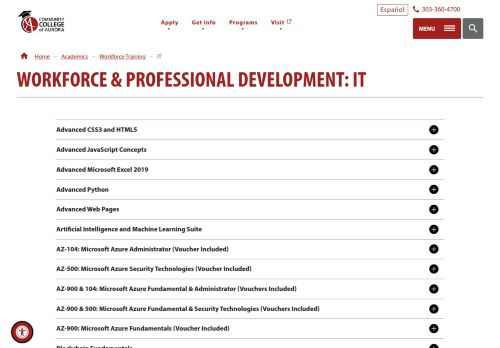 COMMUNITY
COLLEGE
of AURORA
Apply
Get Info
Programs
Visit
Español
303-360-4700
MENU
Home – Academics – Workforce Training – IT
WORKFORCE & PROFESSIONAL DEVELOPMENT: IT
Advanced CSS3 and HTML5
Advanced JavaScript Concepts
Advanced Microsoft Excel 2019
Advanced Python
Advanced Web Pages
Artificial Intelligence and Machine Learning Suite
AZ-104: Microsoft Azure Administrator (Voucher Included)
AZ-500: Microsoft Azure Security Technologies (Voucher Included)
AZ-900 & 104: Microsoft Azure Fundamental & Administrator (Vouchers Included)
AZ-900 & 500: Microsoft Azure Fundamental & Security Technologies (Vouchers Included)
AZ-900: Microsoft Azure Fundamentals (Voucher Included)
Blockchain Fundamentals